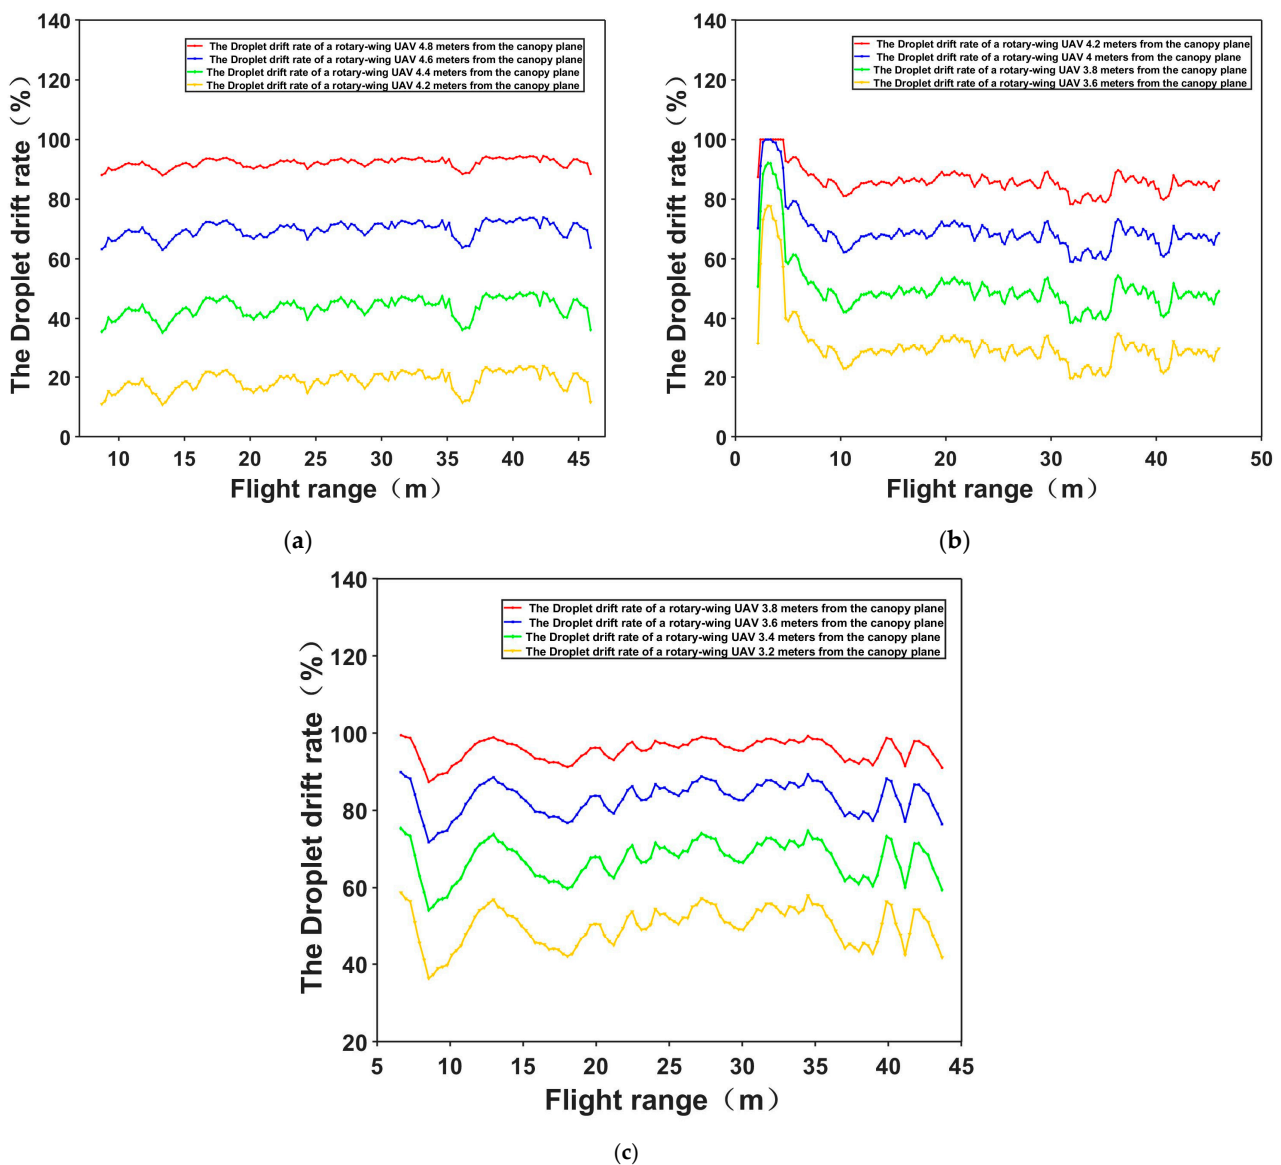 140
120
100
80
60
40
20
0
The Droplet drift rate（%）
The Droplet drift rate of a rotary-wing UAV 4.8 meters from the canopy plane
The Droplet drift rate of a rotary-wing UAV 4.6 meters from the canopy plane
The Droplet drift rate of a rotary-wing UAV 4.4 meters from the canopy plane
The Droplet drift rate of a rotary-wing UAV 4.2 meters from the canopy plane
10 15 20 25 30 35 40 45
Flight range（m）
(a)
140
120
100
80
60
40
20
0
The Droplet drift rate（%）
The Droplet drift rate of a rotary-wing UAV 4.2 meters from the canopy plane
The Droplet drift rate of a rotary-wing UAV 4 meters from the canopy plane
The Droplet drift rate of a rotary-wing UAV 3.8 meters from the canopy plane
The Droplet drift rate of a rotary-wing UAV 3.6 meters from the canopy plane
0 10 20 30 40 50
Flight range（m）
(b)
140
120
100
80
60
40
20
The Droplet drift rate（%）
The Droplet drift rate of a rotary-wing UAV 3.8 meters from the canopy plane
The Droplet drift rate of a rotary-wing UAV 3.6 meters from the canopy plane
The Droplet drift rate of a rotary-wing UAV 3.4 meters from the canopy plane
The Droplet drift rate of a rotary-wing UAV 3.2 meters from the canopy plane
5 10 15 20 25 30 35 40 45
Flight range（m）
(c)